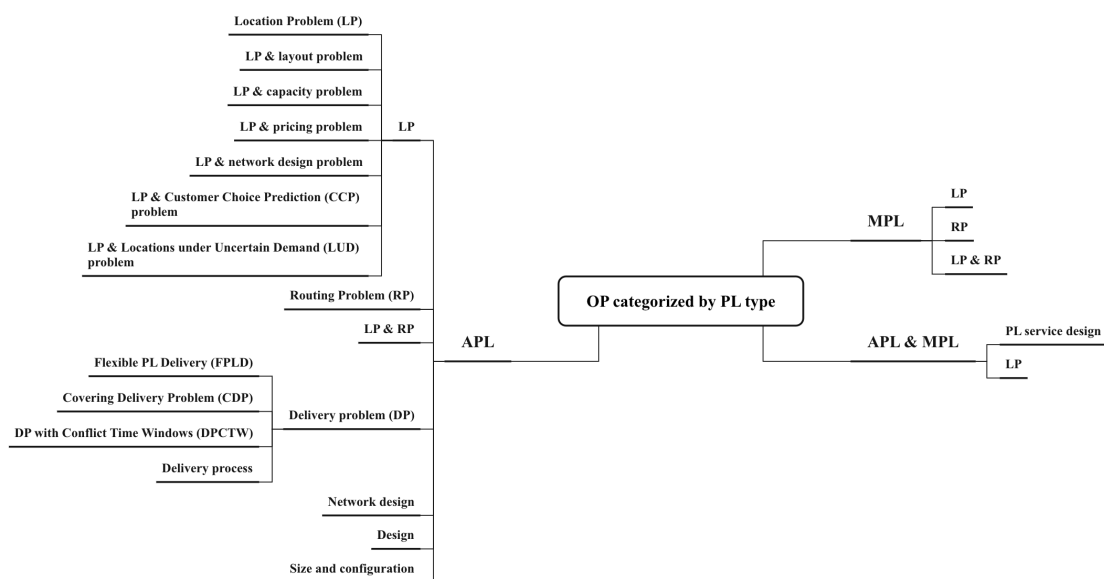 Location Problem (LP)
LP & layout problem
LP & capacity problem
LP & pricing problem
LP
LP & network design problem
LP & Customer Choice Prediction (CCP)
problem
LP & Locations under Uncertain Demand (LUD)
problem
Routing Problem (RP)
LP & RP
APL
Flexible PL Delivery (FPLD)
Covering Delivery Problem (CDP)
Delivery problem (DP)
DP with Conflict Time Windows (DPCTW)
Delivery process
Network design
Design
Size and configuration
OP categorized by PL type
MPL
LP
RP
LP & RP
APL & MPL
PL service design
LP